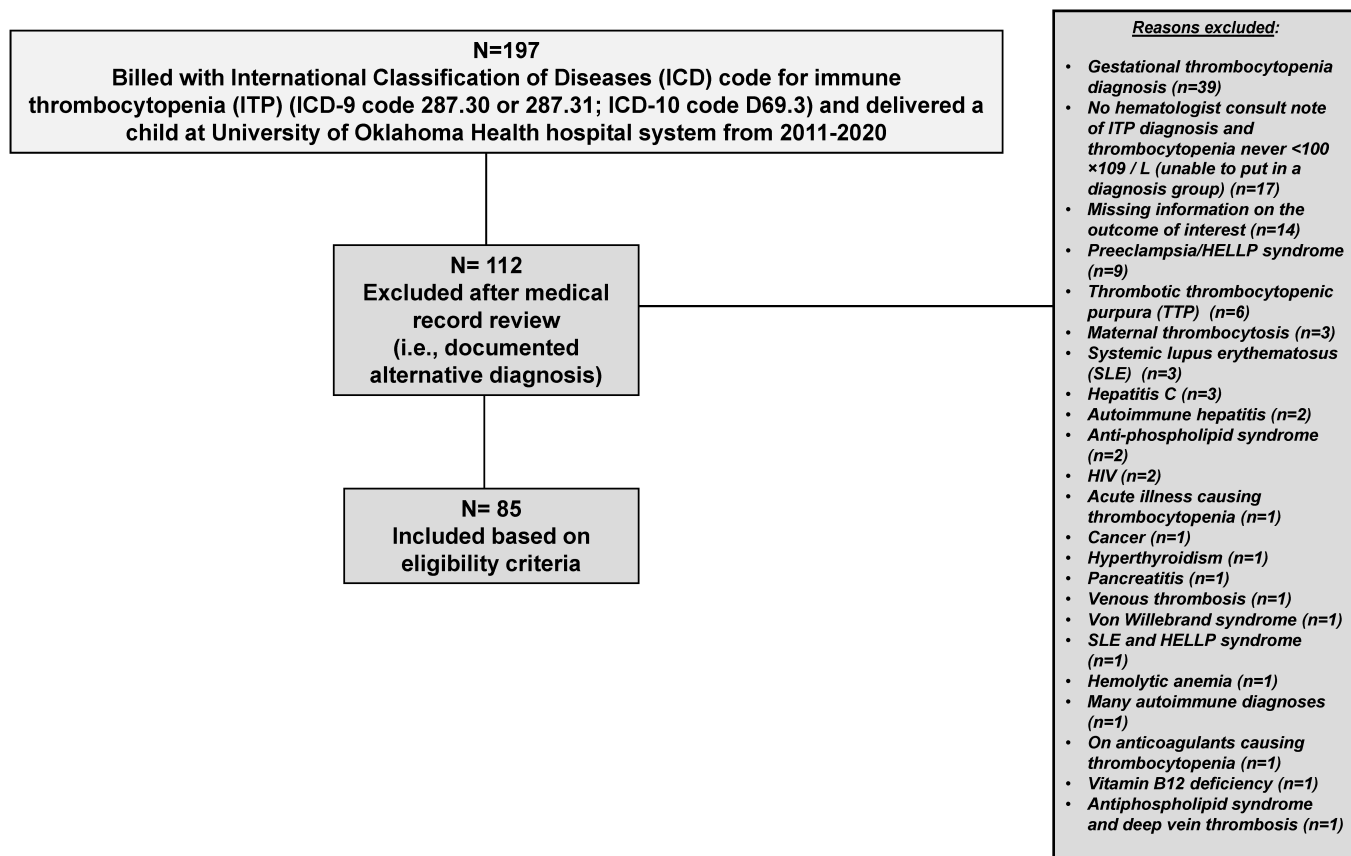 N=197
Billed with International Classification of Diseases (ICD) code for immune
thrombocytopenia (ITP) (ICD-9 code 287.30 or 287.31; ICD-10 code D69.3) and delivered a
child at University of Oklahoma Health hospital system from 2011-2020
N= 112
Excluded after medical
record review
(i.e., documented
alternative diagnosis)
N= 85
Included based on
eligibility criteria
Reasons excluded:
• Gestational thrombocytopenia
diagnosis (n=39)
• No hematologist consult note
of ITP diagnosis and
thrombocytopenia never <100
×109 / L (unable to put in a
diagnosis group) (n=17)
• Missing information on the
outcome of interest (n=14)
• Preeclampsia/HELLP syndrome
(n=9)
• Thrombotic thrombocytopenic
purpura (TTP) (n=6)
• Maternal thrombocytosis (n=3)
• Systemic lupus erythematosus
(SLE) (n=3)
• Hepatitis C (n=3)
• Autoimmune hepatitis (n=2)
• Anti-phospholipid syndrome
(n=2)
• HIV (n=2)
• Acute illness causing
thrombocytopenia (n=1)
• Cancer (n=1)
• Hyperthyroidism (n=1)
• Pancreatitis (n=1)
• Venous thrombosis (n=1)
• Von Willebrand syndrome (n=1)
• SLE and HELLP syndrome
(n=1)
• Hemolytic anemia (n=1)
• Many autoimmune diagnoses
(n=1)
• On anticoagulants causing
thrombocytopenia (n=1)
• Vitamin B12 deficiency (n=1)
• Antiphospholipid syndrome
and deep vein thrombosis (n=1)